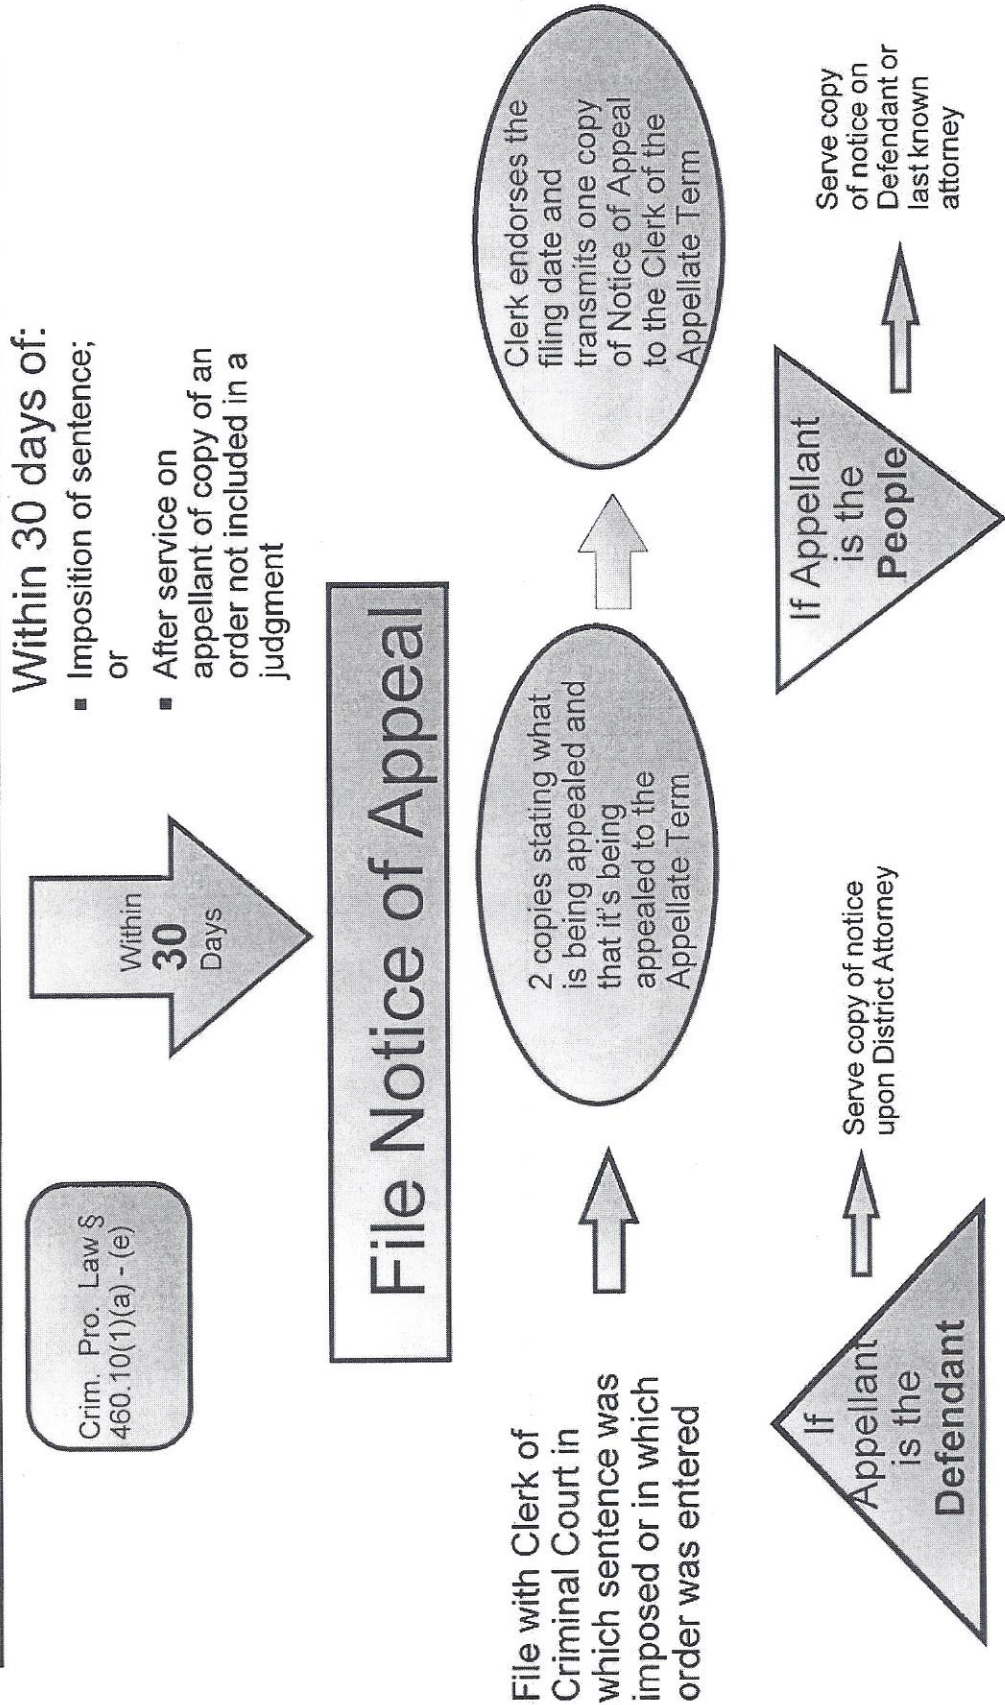 Crim. Pro. Law §
460.10(1)(a) - (e)
Within
30
Days
Within 30 days of:
▪ Imposition of sentence;
or
▪ After service on
appellant of copy of an
order not included in a
judgment
File Notice of Appeal
File with Clerk of
Criminal Court in
which sentence was
imposed or in which
order was entered
2 copies stating what
is being appealed and
that it's being
appealed to the
Appellate Term
Clerk endorses the
filing date and
transmits one copy
of Notice of Appeal
to the Clerk of the
Appellate Term
If
Appellant
is the
Defendant
Serve copy of notice
upon District Attorney
If Appellant
is the
People
Serve copy
of notice on
Defendant or
last known
attorney